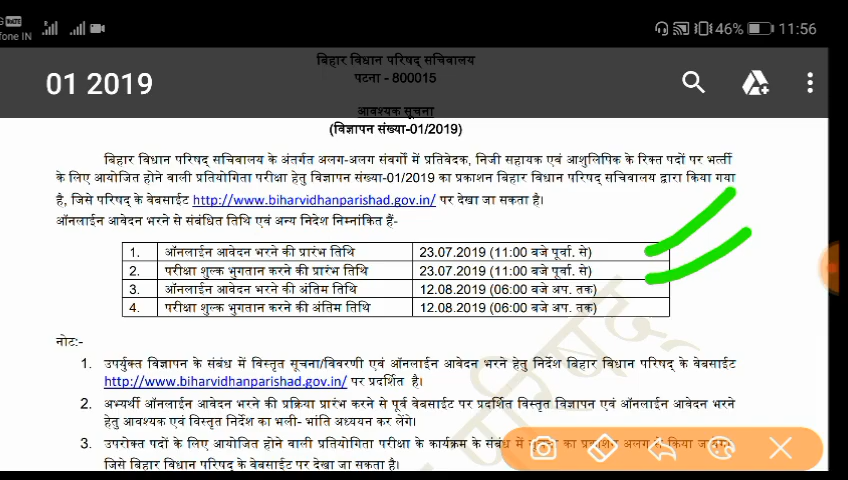 fone IN
46%
11:56
बिहार विधान परिषद् सचिवालय
पटना - 800015
01 2019
आवश्यक सूचना
(विज्ञापन संख्या-01/2019)
बिहार विधान परिषद् सचिवालय के अंतर्गत अलग-अलग संवर्गों में प्रतिवेदक, निजी सहायक एवं आशुलिपिक के रिक्त पदों पर भर्त्ती
के लिए आयोजित होने वाली प्रतियोगिता परीक्षा हेतु विज्ञापन संख्या-01/2019 का प्रकाशन बिहार विधान परिषद् सचिवालय द्वारा किया गया
है, जिसे परिषद् के वेबसाईट http://www.biharvidhanparishad.gov.in/ पर देखा जा सकता है।
ऑनलाईन आवेदन भरने से संबंधित तिथि एवं अन्य निदेश निम्नांकित हैं-
1. ऑनलाईन आवेदन भरने की प्रारंभ तिथि 23.07.2019 (11:00 बजे पूर्वा. से)
2. परीक्षा शुल्क भुगतान करने की प्रारंभ तिथि 23.07.2019 (11:00 बजे पूर्वा. से)
3. ऑनलाईन आवेदन भरने की अंतिम तिथि 12.08.2019 (06:00 बजे अप. तक)
4. परीक्षा शुल्क भुगतान करने की अंतिम तिथि 12.08.2019 (06:00 बजे अप. तक)
नोट:-
1. उपर्युक्त विज्ञापन के संबंध में विस्तृत सूचना/विवरणी एवं ऑनलाईन आवेदन भरने हेतु निर्देश बिहार विधान परिषद् के वेबसाईट
http://www.biharvidhanparishad.gov.in/ पर प्रदर्शित है।
2. अभ्यर्थी ऑनलाईन आवेदन भरने की प्रक्रिया प्रारंभ करने से पूर्व वेबसाईट पर प्रदर्शित विस्तृत विज्ञापन एवं ऑनलाईन आवेदन भरने
हेतु आवश्यक एवं विस्तृत निर्देश का भली- भांति अध्ययन कर लेंगे।
3. उपरोक्त पदों के लिए आयोजित होने वाली प्रतियोगिता परीक्षा के कार्यक्रम के संबंध में का प्रकाशन अलग से किया
जिसे बिहार विधान परिषद् के वेबसाईट पर देखा जा सकता है।